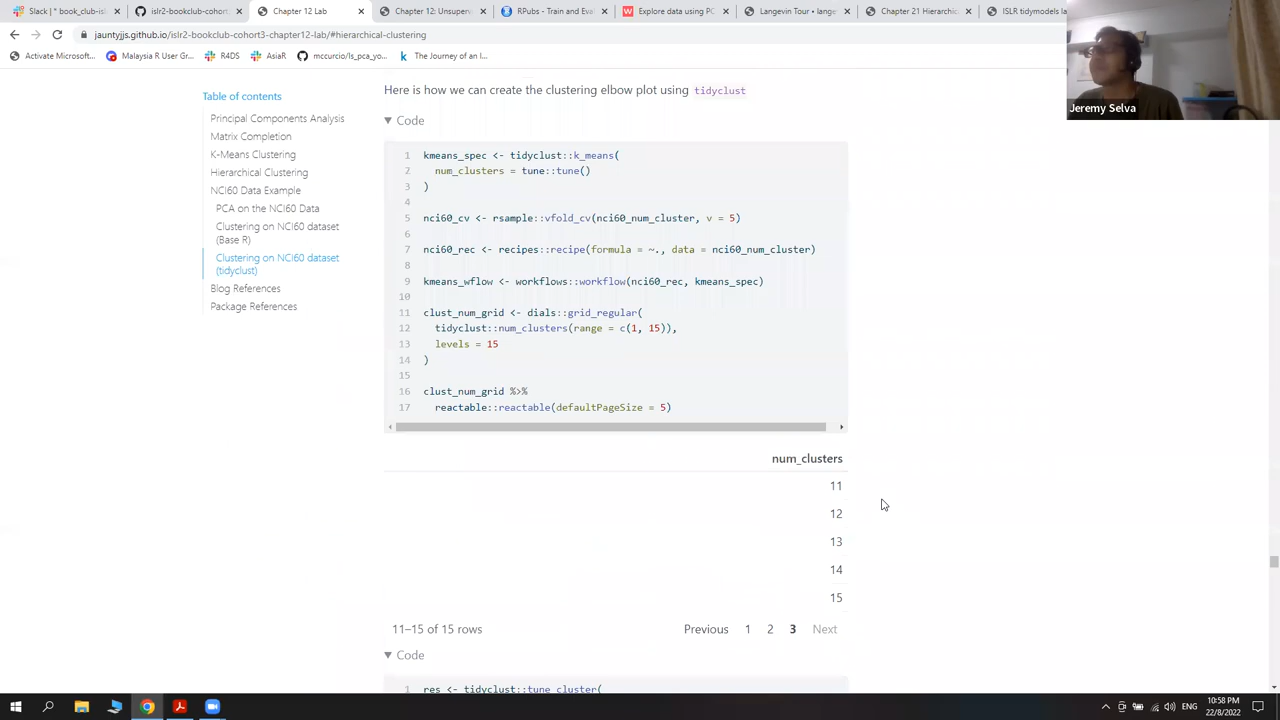 Slack | # book_club-isl
islr2-bookclub-cohort
Chapter 12 Lab
Chapter 12: Unsuperv
RPubs - Train and Eval
Explore data using PC
Langevin Tour • lange
Chapter 21 Hierarchic
ISLR tidymodels la
jauntyjjs.github.io/islr2-bookclub-cohort3-chapter12-lab/#hierarchical-clustering
Activate Microsoft...
Malaysia R User Gr...
R4DS
AsiaR
mccurcio/Is_pca_yo...
The Journey of an I...
Jeremy Selva
Table of contents
Principal Components Analysis
Matrix Completion
K-Means Clustering
Hierarchical Clustering
NCI60 Data Example
PCA on the NCI60 Data
Clustering on NCI60 dataset
(Base R)
Clustering on NCI60 dataset
(tidyclust)
Blog References
Package References
Here is how we can create the clustering elbow plot using tidyclust
Code
1 kmeans_spec <- tidyclust::k_means(
2 num_clusters = tune::tune()
3 )
4
5 nci60_cv <- rsample::vfold_cv(nci60_num_cluster, v = 5)
6
7 nci60_rec <- recipes::recipe(formula = ~., data = nci60_num_cluster)
8
9 kmeans_wflow <- workflows::workflow(nci60_rec, kmeans_spec)
10
11 clust_num_grid <- dials::grid_regular(
12 tidyclust::num_clusters(range = c(1, 15)),
13 levels = 15
14 )
15
16 clust_num_grid %>%
17 reactable::reactable(defaultPageSize = 5)
num_clusters
11
12
13
14
15
11–15 of 15 rows
Previous 1 2 3 Next
Code
1 res <- tidyclust::tune_cluster(
ENG
10:58 PM
22/8/2022